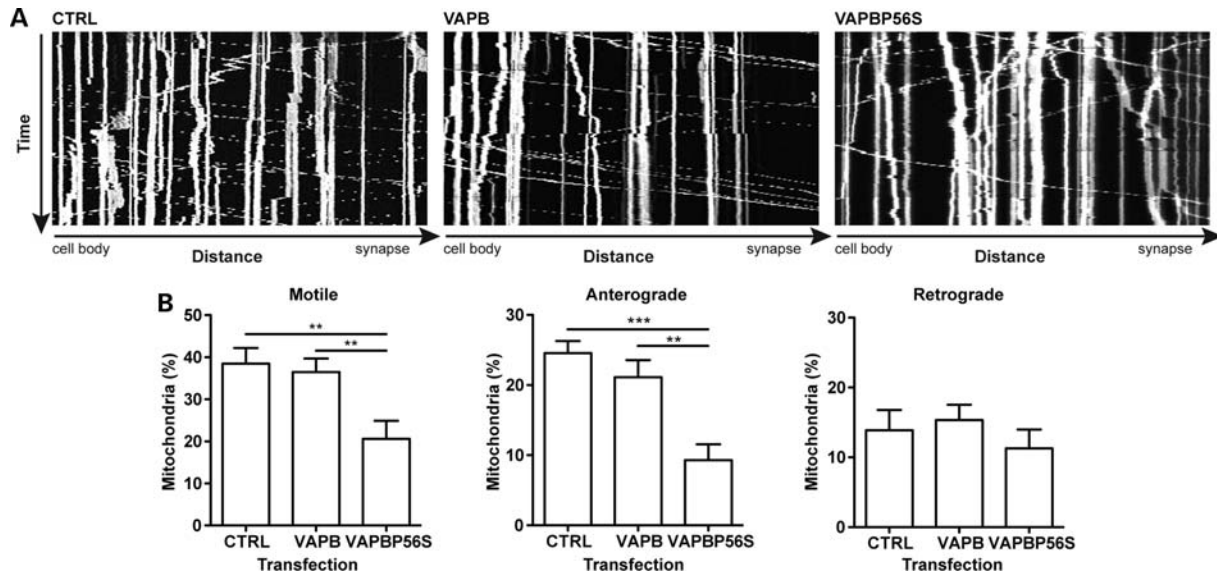 A
CTRL
VAPB
VAPBP56S
Time
cell body
synapse
Distance
cell body
synapse
Distance
cell body
synapse
Distance
B
Motile
Mitochondria (%)
50
40
30
20
10
0
**
**
CTRL VAPB VAPBP56S
Transfection
Anterograde
Mitochondria (%)
30
20
10
0
***
**
CTRL VAPB VAPBP56S
Transfection
Retrograde
Mitochondria (%)
30
20
10
0
CTRL VAPB VAPBP56S
Transfection